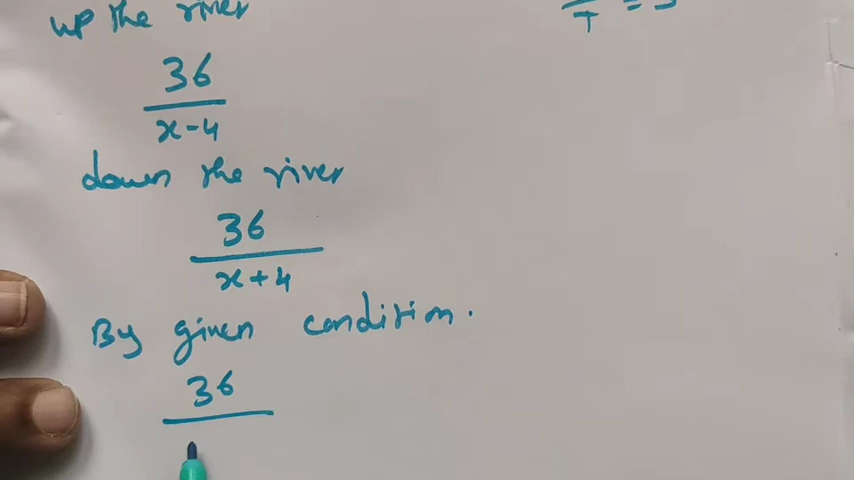 up the river
36
x-4
down the river
36
x+4
By given condition.
36